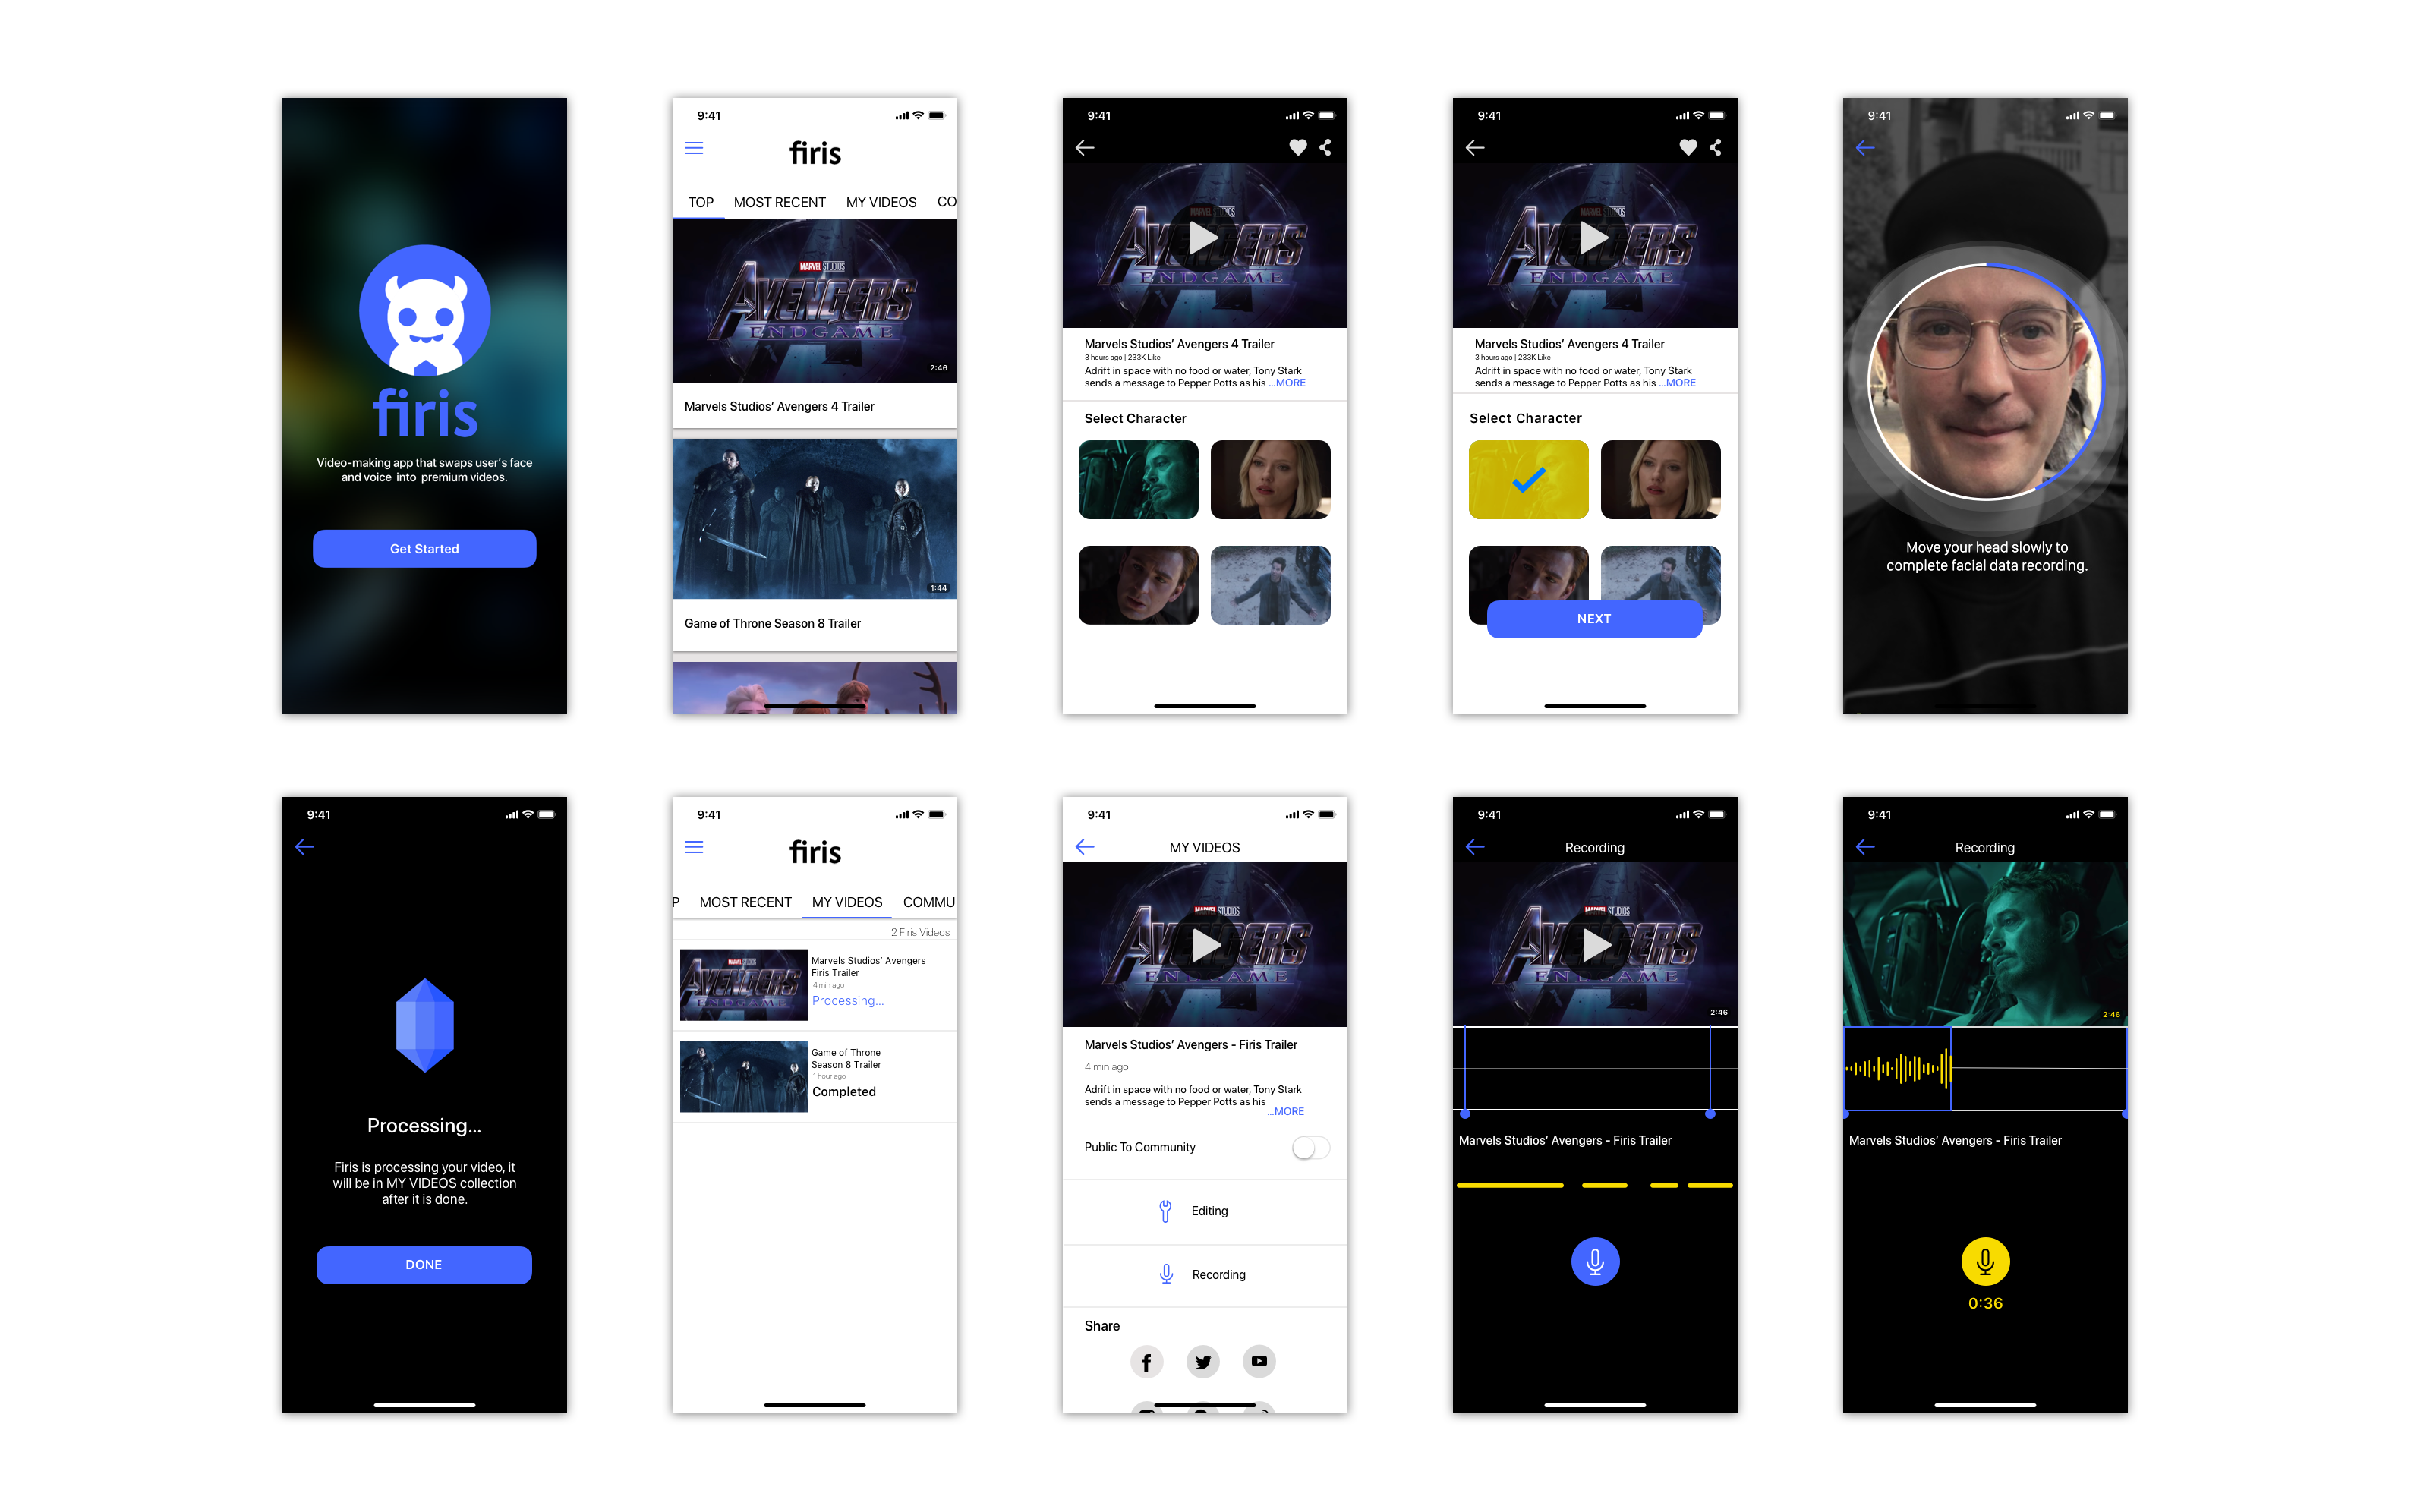 firis
Video-making app that swaps user's face
and voice into premium videos.
Get Started
9:41
firis
TOP MOST RECENT MY VIDEOS CO
MARVEL STUDIOS
AVENGERS
ENDGAME
2:46
Marvels Studios' Avengers 4 Trailer
1:44
Game of Throne Season 8 Trailer
9:41
MARVEL STUDIOS
AVENGERS
ENDGAME
Marvels Studios' Avengers 4 Trailer
3 hours ago | 233K Like
Adrift in space with no food or water, Tony Stark
sends a message to Pepper Potts as his ...MORE
Select Character
9:41
MARVEL STUDIOS
AVENGERS
ENDGAME
Marvels Studios' Avengers 4 Trailer
3 hours ago | 233K Like
Adrift in space with no food or water, Tony Stark
sends a message to Pepper Potts as his ...MORE
Select Character
NEXT
9:41
Move your head slowly to
complete facial data recording.
9:41
Processing...
Firis is processing your video, it
will be in MY VIDEOS collection
after it is done.
DONE
9:41
firis
P MOST RECENT MY VIDEOS COMMU
2 Firis Videos
MARVEL STUDIOS
AVENGERS
ENDGAME
Marvels Studios' Avengers
Firis Trailer
4 min ago
Processing...
Game of Throne
Season 8 Trailer
1 hour ago
Completed
9:41
MY VIDEOS
MARVEL STUDIOS
AVENGERS
ENDGAME
Marvels Studios' Avengers - Firis Trailer
4 min ago
Adrift in space with no food or water, Tony Stark
sends a message to Pepper Potts as his
...MORE
Public To Community
Editing
Recording
Share
9:41
Recording
MARVEL STUDIOS
AVENGERS
ENDGAME
2:46
Marvels Studios' Avengers - Firis Trailer
9:41
Recording
2:46
Marvels Studios' Avengers - Firis Trailer
0:36